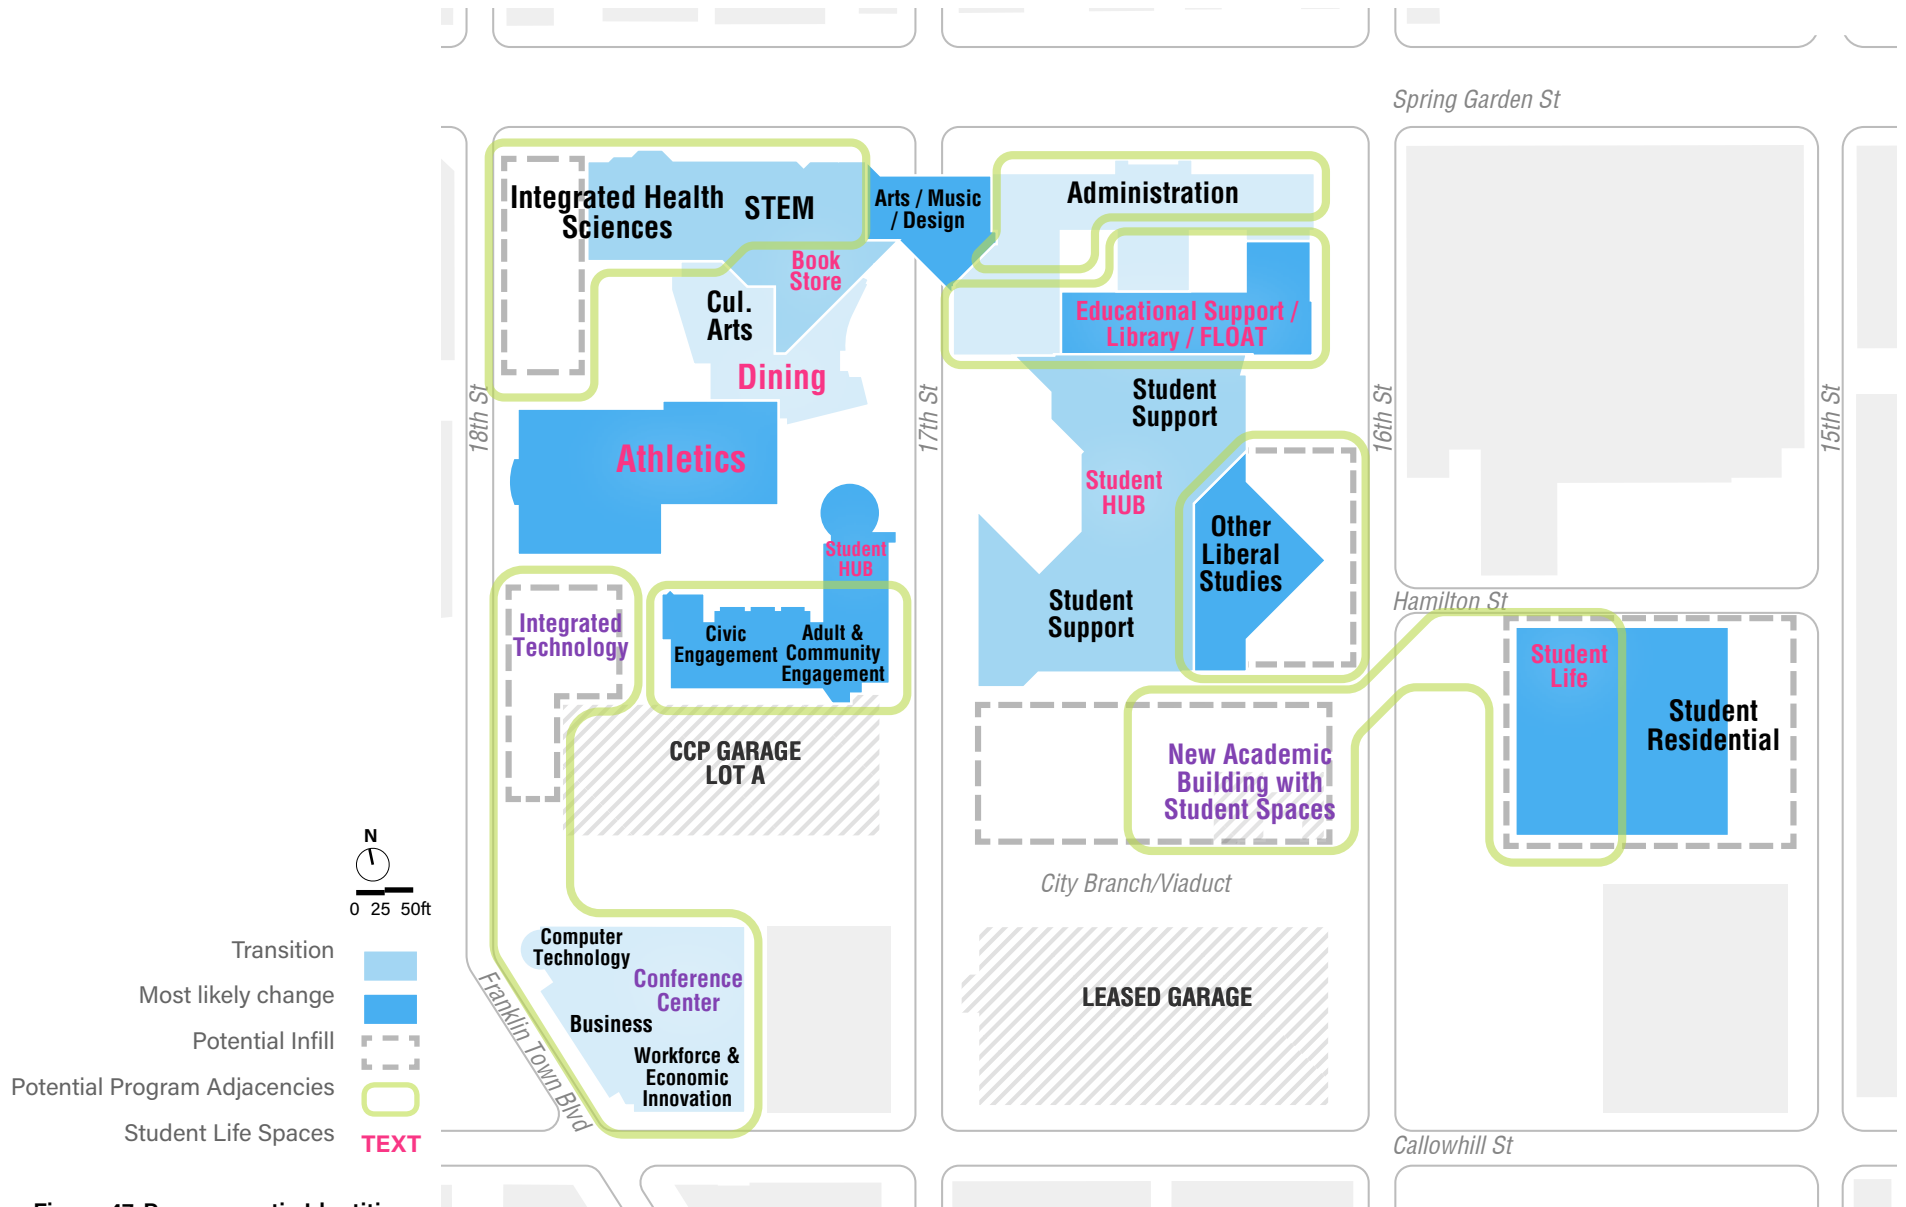 Spring Garden St
Integrated Health
Sciences
STEM
Arts / Music
/ Design
Administration
Book
Store
Cul.
Arts
Dining
Educational Support /
Library / FLOAT
Student
Support
18th St
17th St
16th St
15th St
Athletics
Student
HUB
Other
Liberal
Studies
Student
HUB
Student
Support
Hamilton St
Integrated
Technology
Civic
Engagement
Adult &
Community
Engagement
Student
Life
Student
Residential
CCP GARAGE
LOT A
New Academic
Building with
Student Spaces
City Branch/Viaduct
N
0 25 50ft
Computer
Technology
Conference
Center
Business
Workforce &
Economic
Innovation
LEASED GARAGE
Franklin Town Blvd
Callowhill St
Transition
Most likely change
Potential Infill
Potential Program Adjacencies
Student Life Spaces
TEXT